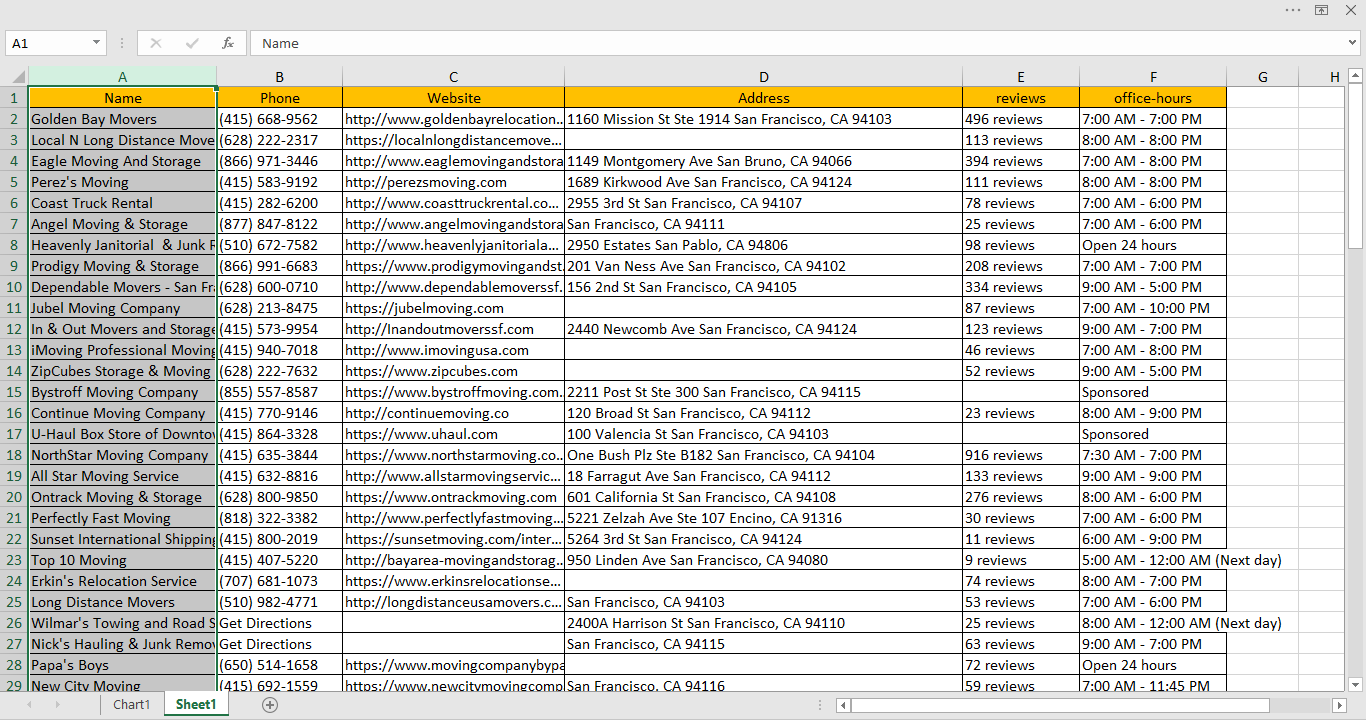 A1 fx Name
A B C D E F G H
1 Name Phone Website Address reviews office-hours
2 Golden Bay Movers (415) 668-9562 http://www.goldenbayrelocation... 1160 Mission St Ste 1914 San Francisco, CA 94103 496 reviews 7:00 AM - 7:00 PM
3 Local N Long Distance Move (628) 222-2317 https://localnlongdistancemove... 113 reviews 8:00 AM - 8:00 PM
4 Eagle Moving And Storage (866) 971-3446 http://www.eaglemovingandstora 1149 Montgomery Ave San Bruno, CA 94066 394 reviews 7:00 AM - 8:00 PM
5 Perez's Moving (415) 583-9192 http://perezsmoving.com 1689 Kirkwood Ave San Francisco, CA 94124 111 reviews 8:00 AM - 8:00 PM
6 Coast Truck Rental (415) 282-6200 http://www.coasttruckrental.co... 2955 3rd St San Francisco, CA 94107 78 reviews 7:00 AM - 6:00 PM
7 Angel Moving & Storage (877) 847-8122 http://www.angelmovingandstora San Francisco, CA 94111 25 reviews 7:00 AM - 6:00 PM
8 Heavenly Janitorial & Junk R (510) 672-7582 http://www.heavenlyjanitoriala... 2950 Estates San Pablo, CA 94806 98 reviews Open 24 hours
9 Prodigy Moving & Storage (866) 991-6683 https://www.prodigymovingandst. 201 Van Ness Ave San Francisco, CA 94102 208 reviews 7:00 AM - 7:00 PM
10 Dependable Movers - San Fra (628) 600-0710 http://www.dependablemoverssf. 156 2nd St San Francisco, CA 94105 334 reviews 9:00 AM - 5:00 PM
11 Jubel Moving Company (628) 213-8475 https://jubelmoving.com 87 reviews 7:00 AM - 10:00 PM
12 In & Out Movers and Storage (415) 573-9954 http://Inandoutmoverssf.com 2440 Newcomb Ave San Francisco, CA 94124 123 reviews 9:00 AM - 7:00 PM
13 iMoving Professional Moving (415) 940-7018 http://www.imovingusa.com 46 reviews 7:00 AM - 8:00 PM
14 ZipCubes Storage & Moving (628) 222-7632 https://www.zipcubes.com 52 reviews 9:00 AM - 5:00 PM
15 Bystroff Moving Company (855) 557-8587 https://www.bystroffmoving.com. 2211 Post St Ste 300 San Francisco, CA 94115 Sponsored
16 Continue Moving Company (415) 770-9146 http://continuemoving.co 120 Broad St San Francisco, CA 94112 23 reviews 8:00 AM - 9:00 PM
17 U-Haul Box Store of Downtov (415) 864-3328 https://www.uhaul.com 100 Valencia St San Francisco, CA 94103 Sponsored
18 NorthStar Moving Company (415) 635-3844 https://www.northstarmoving.co... One Bush Plz Ste B182 San Francisco, CA 94104 916 reviews 7:30 AM - 7:00 PM
19 All Star Moving Service (415) 632-8816 http://www.allstarmovingservic... 18 Farragut Ave San Francisco, CA 94112 133 reviews 9:00 AM - 9:00 PM
20 Ontrack Moving & Storage (628) 800-9850 https://www.ontrackmoving.com 601 California St San Francisco, CA 94108 276 reviews 8:00 AM - 6:00 PM
21 Perfectly Fast Moving (818) 322-3382 http://www.perfectlyfastmoving... 5221 Zelzah Ave Ste 107 Encino, CA 91316 30 reviews 7:00 AM - 6:00 PM
22 Sunset International Shipping (415) 800-2019 https://sunsetmoving.com/inter... 5264 3rd St San Francisco, CA 94124 11 reviews 6:00 AM - 9:00 PM
23 Top 10 Moving (415) 407-5220 http://bayarea-movingandstorag.. 950 Linden Ave San Francisco, CA 94080 9 reviews 5:00 AM - 12:00 AM (Next day)
24 Erkin's Relocation Service (707) 681-1073 https://www.erkinsrelocationse... 74 reviews 8:00 AM - 7:00 PM
25 Long Distance Movers (510) 982-4771 http://longdistanceusamovers.c... San Francisco, CA 94103 53 reviews 7:00 AM - 6:00 PM
26 Wilmar's Towing and Road S Get Directions 2400A Harrison St San Francisco, CA 94110 25 reviews 8:00 AM - 12:00 AM (Next day)
27 Nick's Hauling & Junk Remov Get Directions San Francisco, CA 94115 63 reviews 9:00 AM - 7:00 PM
28 Papa's Boys (650) 514-1658 https://www.movingcompanybypa 72 reviews Open 24 hours
29 New City Moving (415) 692-1559 https://www.newcitymovingcomp San Francisco, CA 94116 59 reviews 7:00 AM - 11:45 PM
Chart1 Sheet1